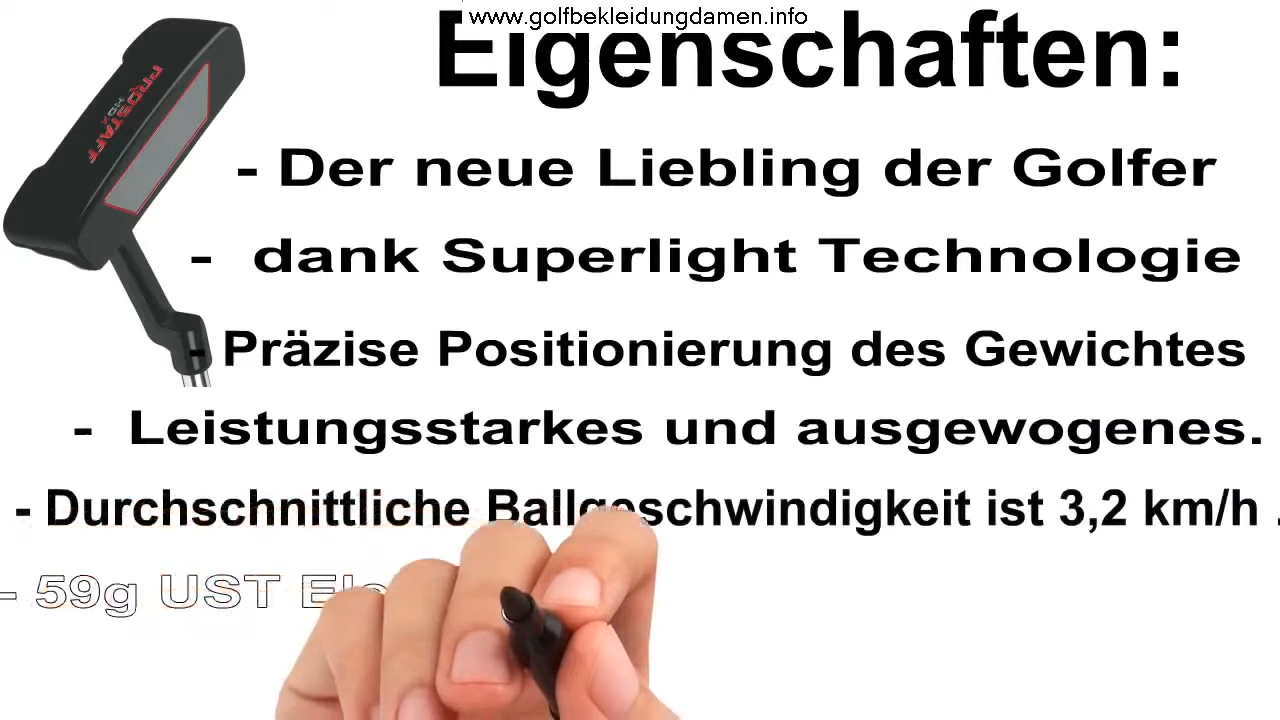 www.golfbekleidungdamen.info
Eigenschaften:
- Der neue Liebling der Golfer
- dank Superlight Technologie
- Präzise Positionierung des Gewichtes
- Leistungsstarkes und ausgewogenes.
- Durchschnittliche Ballgeschwindigkeit ist 3,2 km/h .
- 59g UST
PROSTAFF
HDX